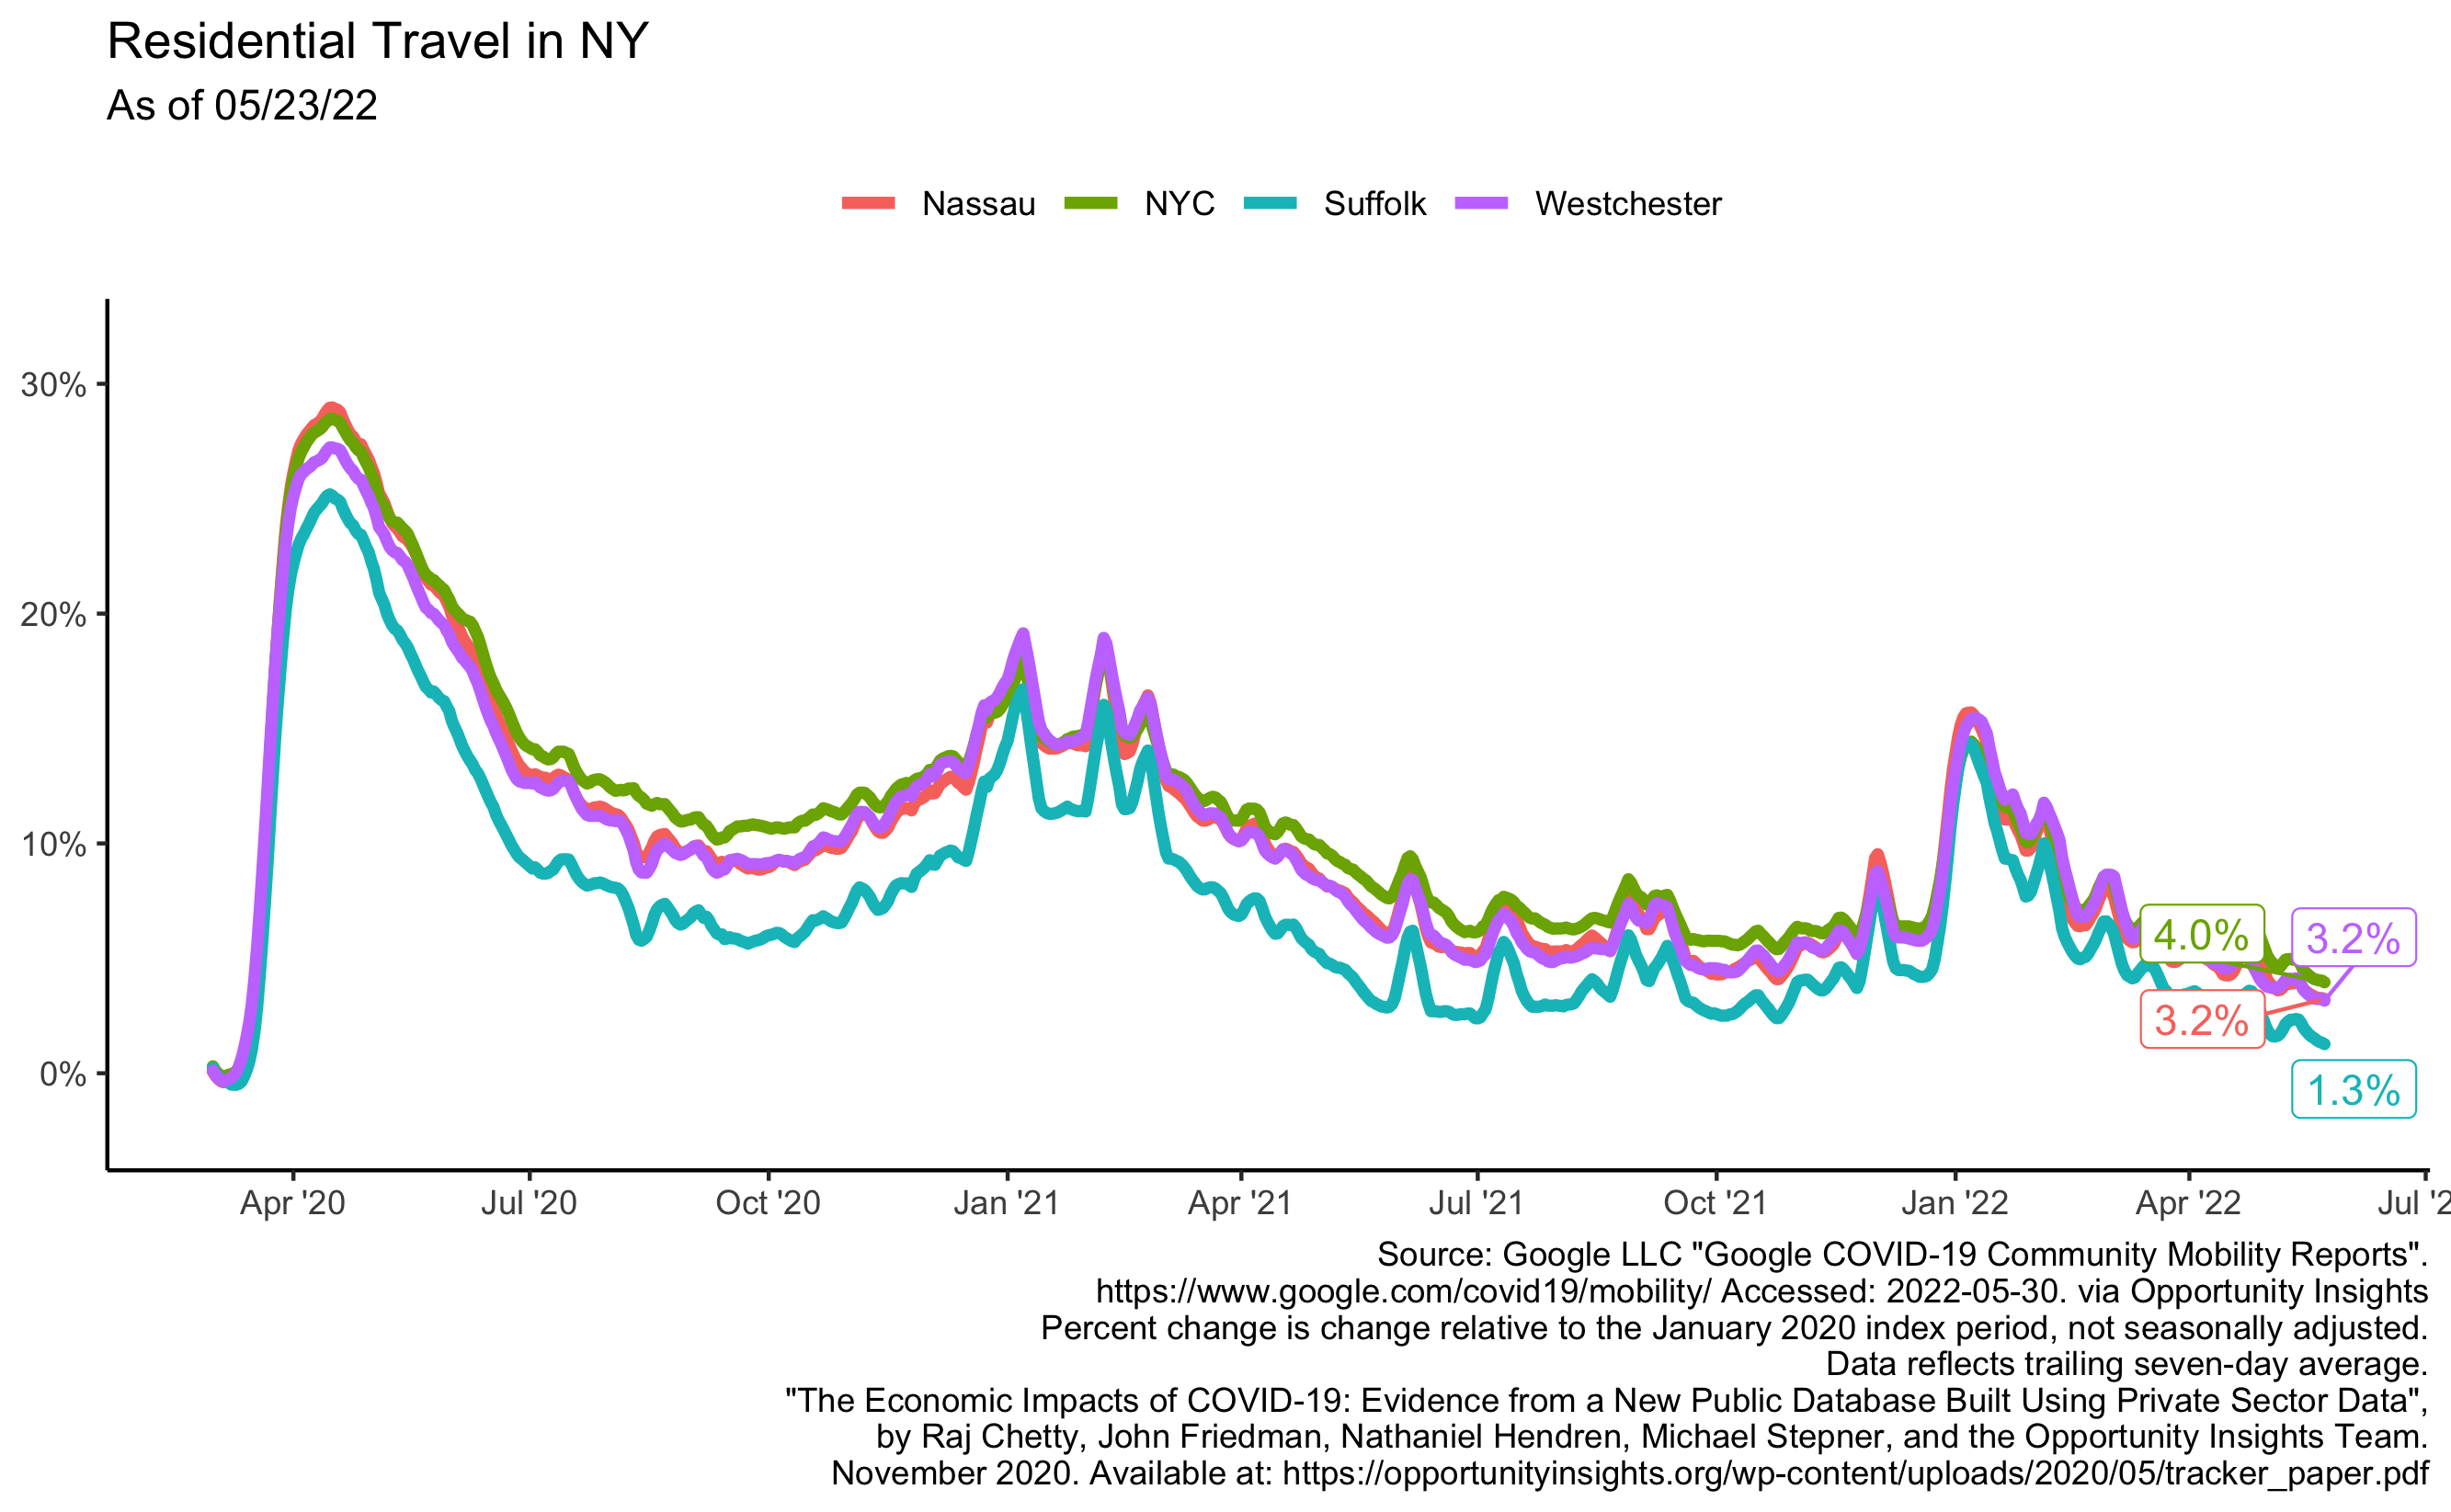 Residential Travel in NY
As of 05/23/22
Nassau NYC Suffolk Westchester
30%
20%
10%
0%
4.0%
3.2%
3.2%
1.3%
Apr '20 Jul '20 Oct '20 Jan '21 Apr '21 Jul '21 Oct '21 Jan '22 Apr '22 Jul '2
Source: Google LLC "Google COVID-19 Community Mobility Reports".
https://www.google.com/covid19/mobility/ Accessed: 2022-05-30. via Opportunity Insights
Percent change is change relative to the January 2020 index period, not seasonally adjusted.
Data reflects trailing seven-day average.
"The Economic Impacts of COVID-19: Evidence from a New Public Database Built Using Private Sector Data",
by Raj Chetty, John Friedman, Nathaniel Hendren, Michael Stepner, and the Opportunity Insights Team.
November 2020. Available at: https://opportunityinsights.org/wp-content/uploads/2020/05/tracker_paper.pdf